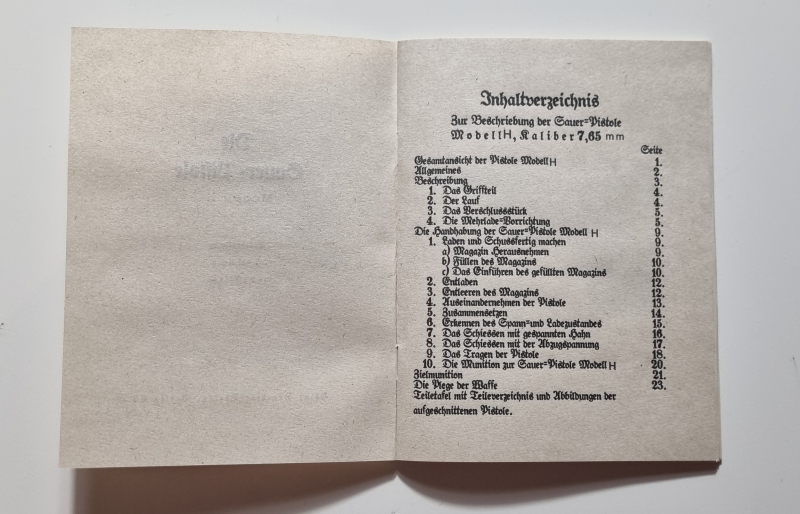 Inhaltverzeichnis
Zur Beschriebung der Sauer=Pistole
Modell H, Kaliber 7,65 mm
Seite
Gesamtansicht der Pistole Modell H 1.
Allgemeines 2.
Beschreibung 3.
1. Das Griffteil 4.
2. Der Lauf 4.
3. Das Verschlussstück 5.
4. Die Mehrlade=Vorrichtung 5.
Die Handhabung der Sauer=Pistole Modell H 9.
1. Laden und Schussfertig machen 9.
a) Magazin Herausnehmen 9.
b) Füllen des Magazins 10.
c) Das Einführen des gefüllten Magazins 10.
2. Entladen 12.
3. Entleeren des Magazins 12.
4. Auseinandernehmen der Pistole 13.
5. Zusammensetzen 14.
6. Erkennen des Spann=und Ladezustandes 15.
7. Das Schiessen mit gespannten Hahn 16.
8. Das Schiessen mit der Abzugspannung 17.
9. Das Tragen der Pistole 18.
10. Die Munition zur Sauer=Pistole Modell H 20.
Zielmunition 21.
Die Plege der Waffe 23.
Teiletafel mit Teileverzeichnis und Abbildungen der
aufgeschnittenen Pistole.